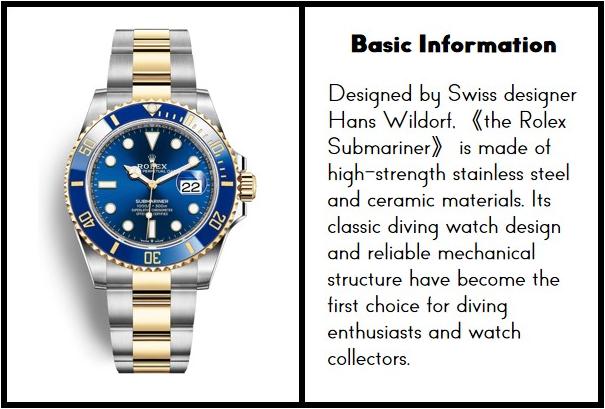 ROLEX
22
SUBMARINER
1000ft = 300m
10
20
30
40
50
Basic Information
Designed by Swiss designer
Hans Wildorf, 《the Rolex
Submariner》 is made of
high-strength stainless steel
and ceramic materials. Its
classic diving watch design
and reliable mechanical
structure have become the
first choice for diving
enthusiasts and watch
collectors.